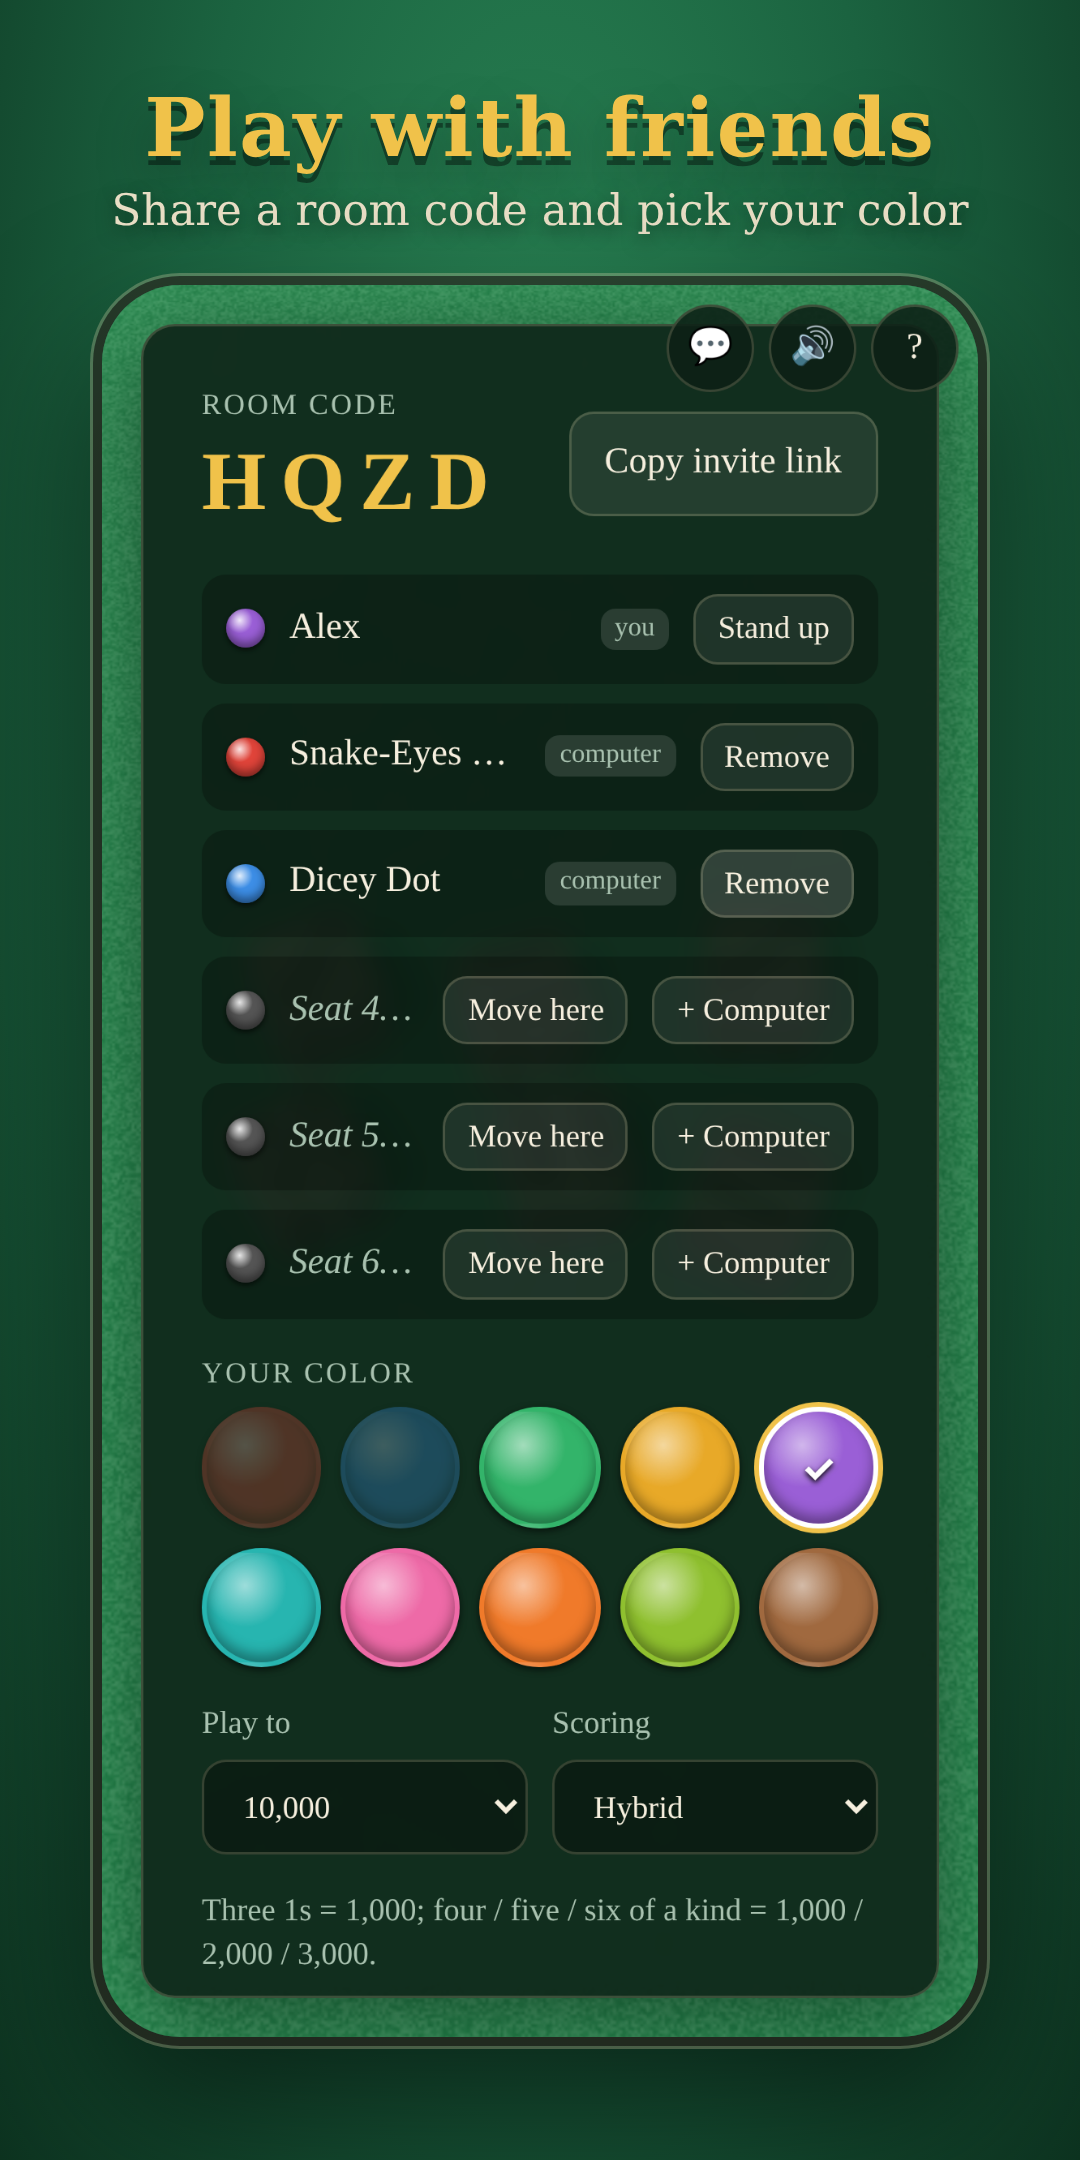 Play with friends
Share a room code and pick your color
?
ROOM CODE
HQZD
Copy invite link
Alex you Stand up
Snake-Eyes … computer Remove
Dicey Dot computer Remove
Seat 4… Move here + Computer
Seat 5… Move here + Computer
Seat 6… Move here + Computer
YOUR COLOR
Play to Scoring
10,000 Hybrid
Three 1s = 1,000; four / five / six of a kind = 1,000 /
2,000 / 3,000.